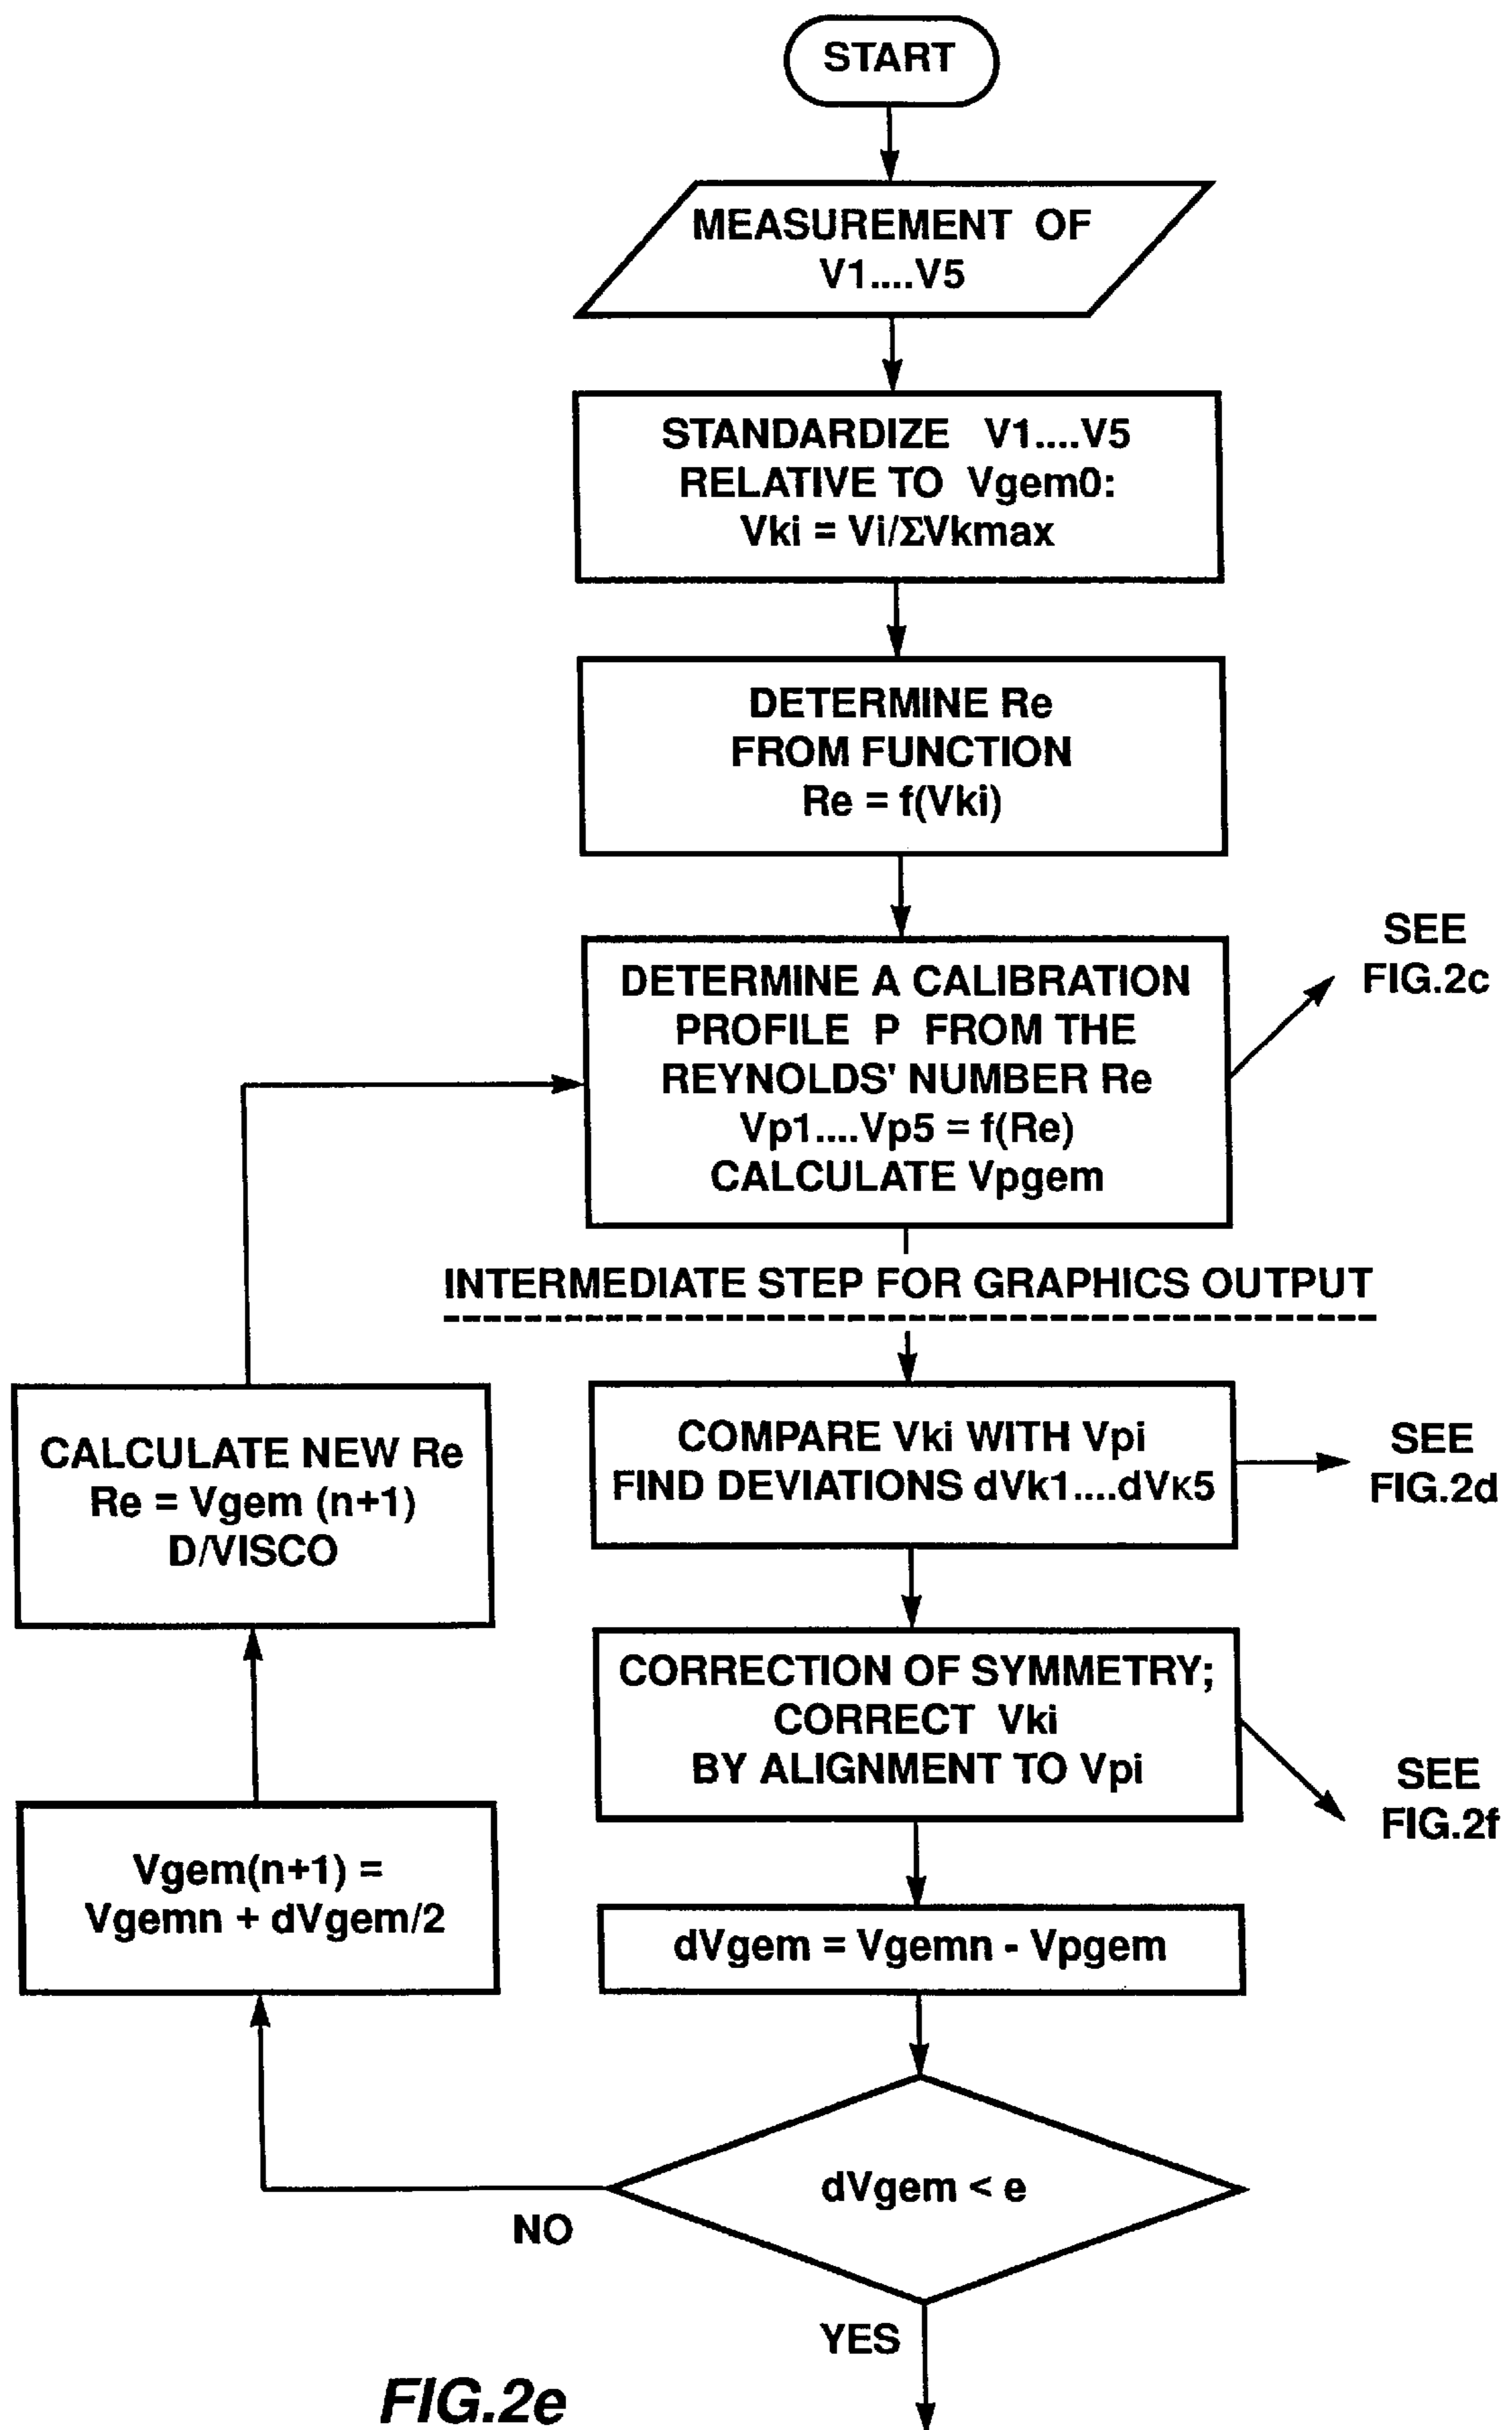 START
MEASUREMENT OF
V1....V5
STANDARDIZE V1....V5
RELATIVE TO Vgem0:
Vki = Vi/ΣVkmax
DETERMINE Re
FROM FUNCTION
Re = f(Vki)
DETERMINE A CALIBRATION
PROFILE P FROM THE
REYNOLDS' NUMBER Re
Vp1....Vp5 = f(Re)
CALCULATE Vpgem
SEE
FIG.2c
INTERMEDIATE STEP FOR GRAPHICS OUTPUT
COMPARE Vki WITH Vpi
FIND DEVIATIONS dVk1....dVK5
SEE
FIG.2d
CORRECTION OF SYMMETRY;
CORRECT Vki
BY ALIGNMENT TO Vpi
SEE
FIG.2f
dVgem = Vgemn - Vpgem
dVgem < e
NO
YES
Vgem(n+1) =
Vgemn + dVgem/2
CALCULATE NEW Re
Re = Vgem (n+1)
D/VISCO
FIG.2e